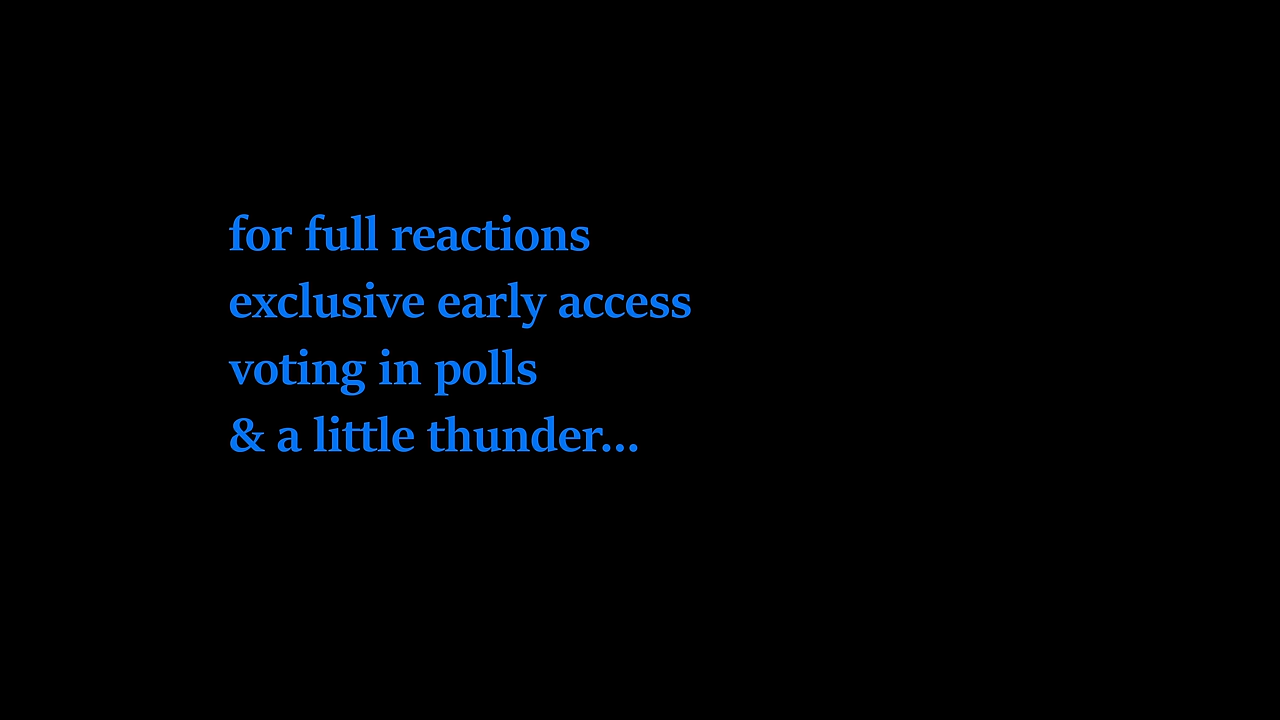 for full reactions
exclusive early access
voting in polls
& a little thunder...